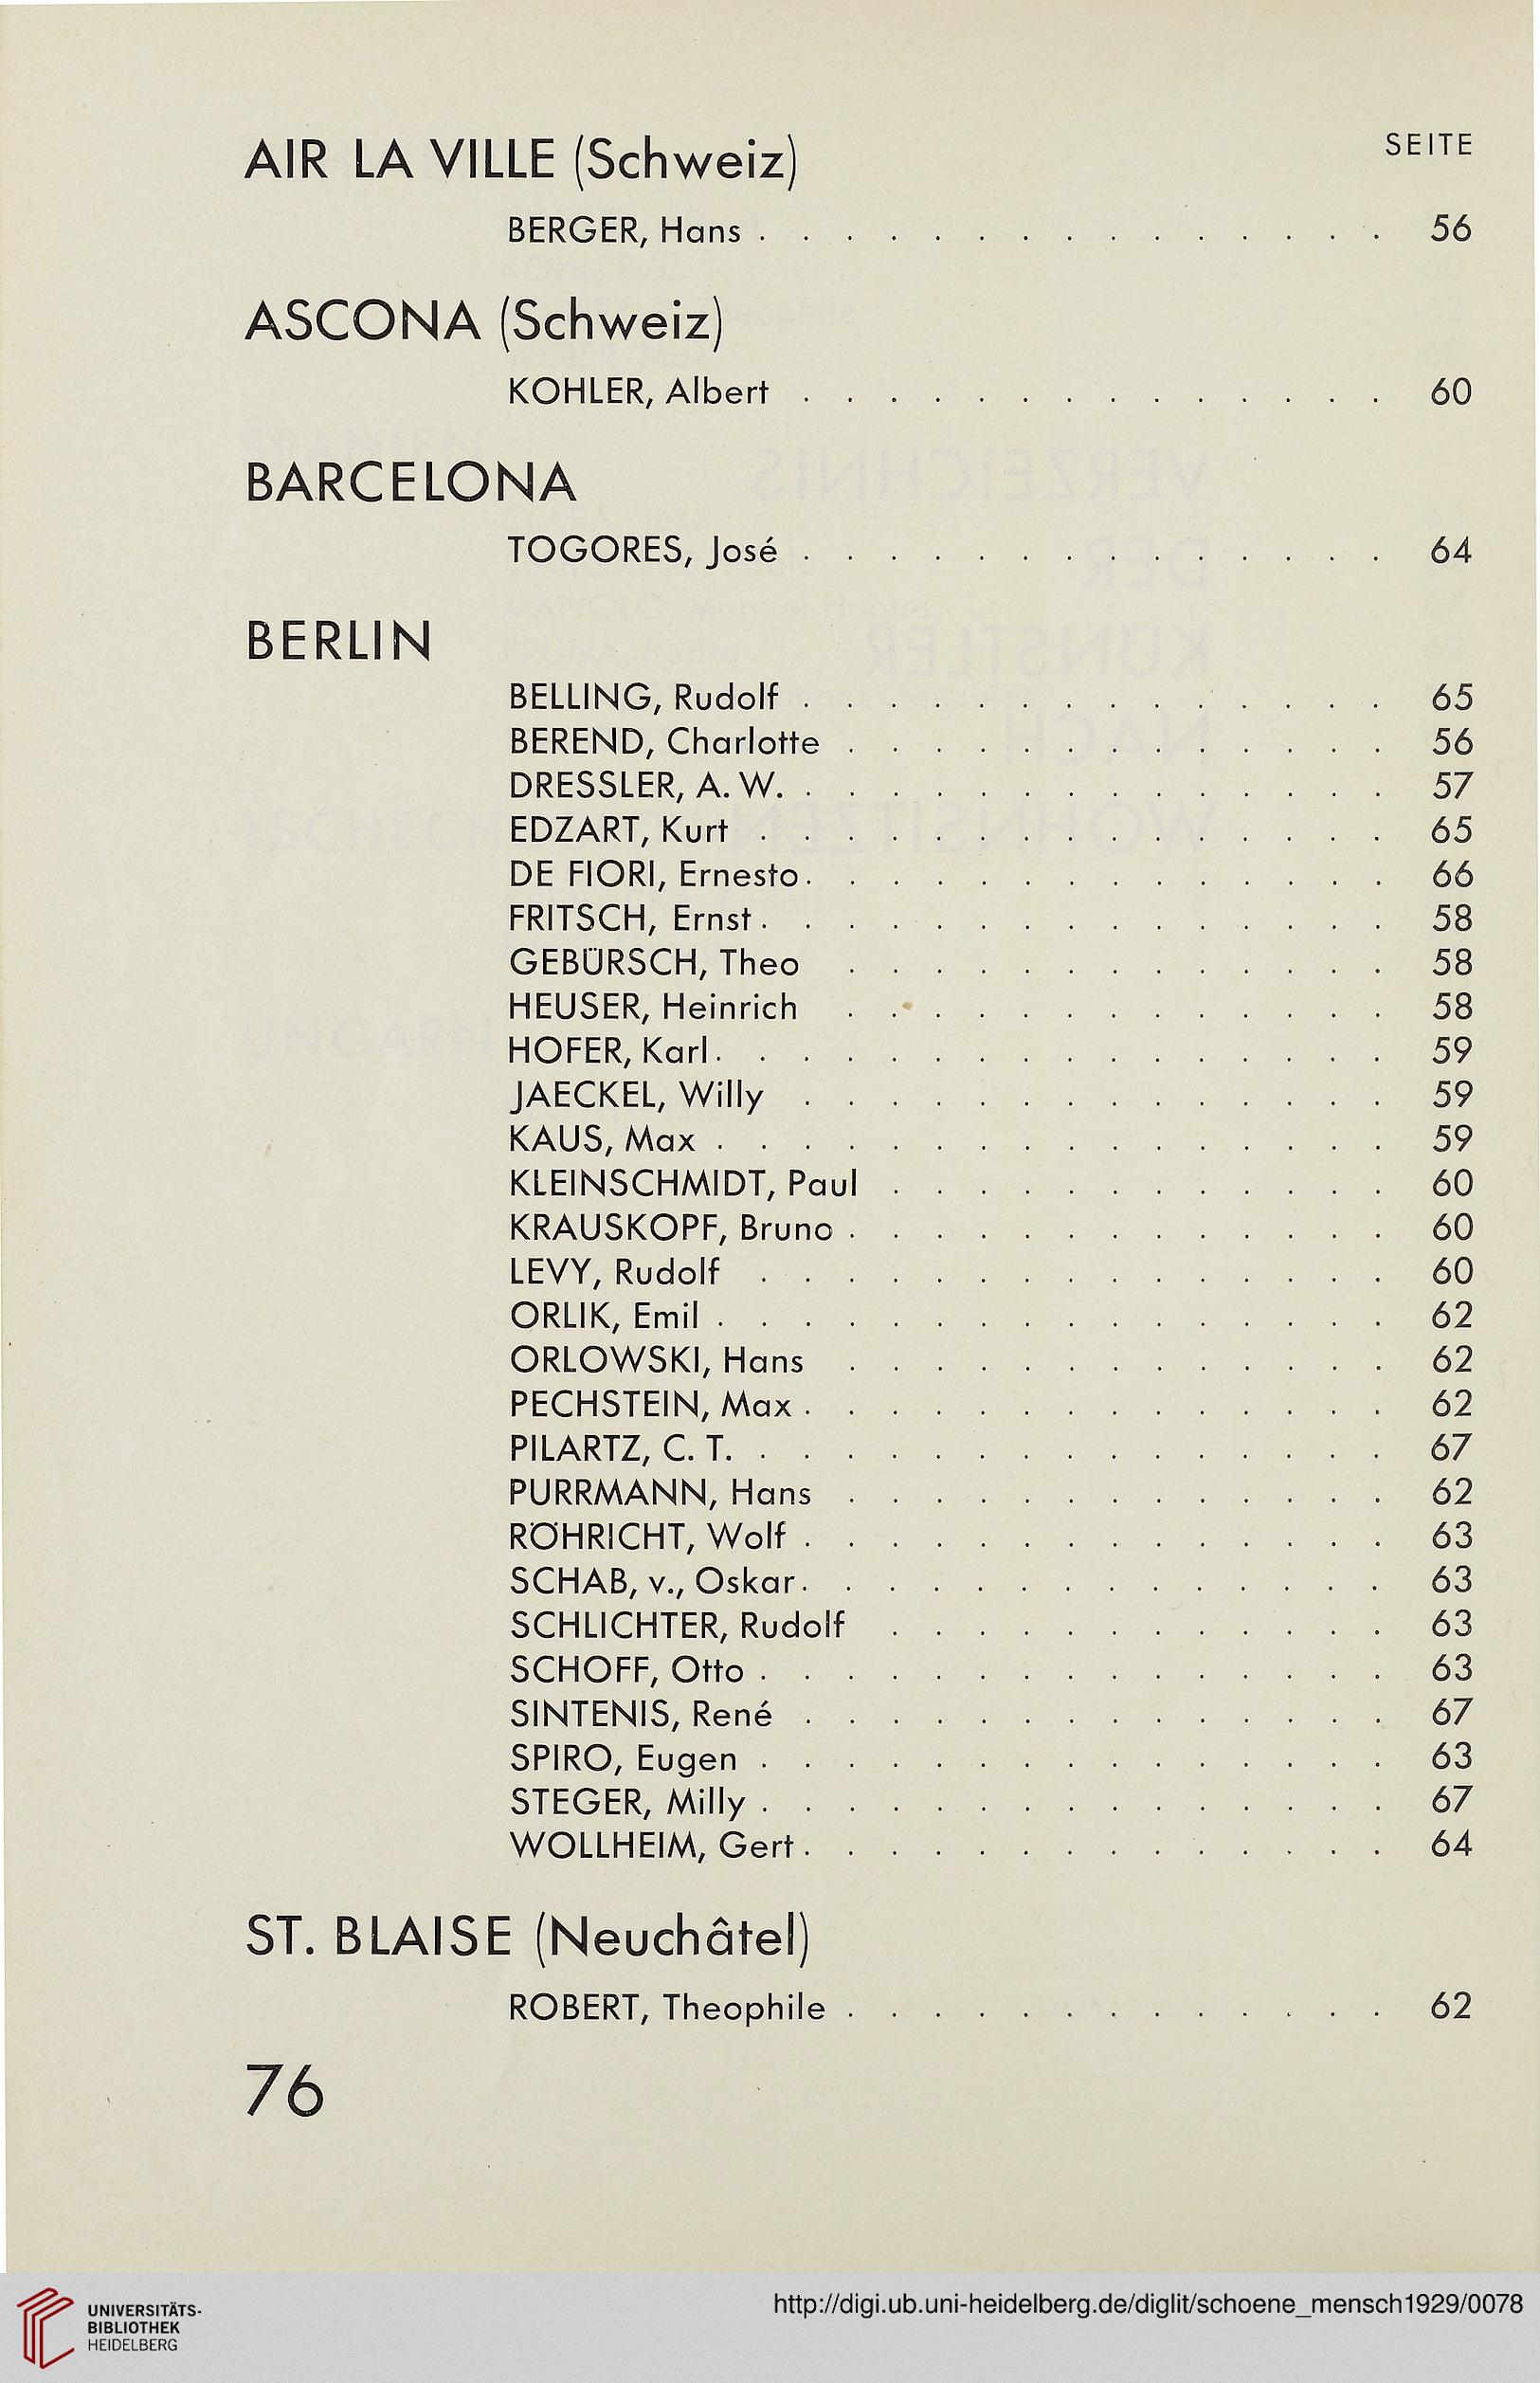 SEITE
AIR LA VILLE (Schweiz)
BERGER, Hans . . . . . . . . . . . . . . . 56
ASCONA (Schweiz)
KOHLER, Albert . . . . . . . . . . . . . . 60
BARCELONA
TOGORES, José . . . . . . . . . . . . . . 64
BERLIN
BELLING, Rudolf . . . . . . . . . . . . . . 65
BEREND, Charlotte . . . . . . . . . . . . . 56
DRESSLER, A. W. . . . . . . . . . . . . . . 57
EDZART, Kurt . . . . . . . . . . . . . . . 65
DE FIORI, Ernesto . . . . . . . . . . . . . . 66
FRITSCH, Ernst . . . . . . . . . . . . . . . 58
GEBÜRSCH, Theo . . . . . . . . . . . . . 58
HEUSER, Heinrich . . . . . . . . . . . . . 58
HOFER, Karl . . . . . . . . . . . . . . . . 59
JAECKEL, Willy . . . . . . . . . . . . . . 59
KAUS, Max . . . . . . . . . . . . . . . . 59
KLEINSCHMIDT, Paul . . . . . . . . . . . . 60
KRAUSKOPF, Bruno . . . . . . . . . . . . . 60
LEVY, Rudolf . . . . . . . . . . . . . . . 60
ORLIK, Emil . . . . . . . . . . . . . . . . 62
ORLOWSKI, Hans . . . . . . . . . . . . . 62
PECHSTEIN, Max . . . . . . . . . . . . . . 62
PILARTZ, C. T. . . . . . . . . . . . . . . . 67
PURRMANN, Hans . . . . . . . . . . . . . 62
RÖHRICHT, Wolf . . . . . . . . . . . . . . 63
SCHAB, v., Oskar . . . . . . . . . . . . . . 63
SCHLICHTER, Rudolf . . . . . . . . . . . . 63
SCHOFF, Otto . . . . . . . . . . . . . . . 63
SINTENIS, René . . . . . . . . . . . . . . 67
SPIRO, Eugen . . . . . . . . . . . . . . . 63
STEGER, Milly . . . . . . . . . . . . . . . 67
WOLLHEIM, Gert . . . . . . . . . . . . . . 64
ST. BLAISE (Neuchâtel)
ROBERT, Theophile . . . . . . . . . . . . . 62
76
UNIVERSITÄTS-
BIBLIOTHEK
HEIDELBERG
http://digi.ub.uni-heidelberg.de/diglit/schoene_mensch1929/0078